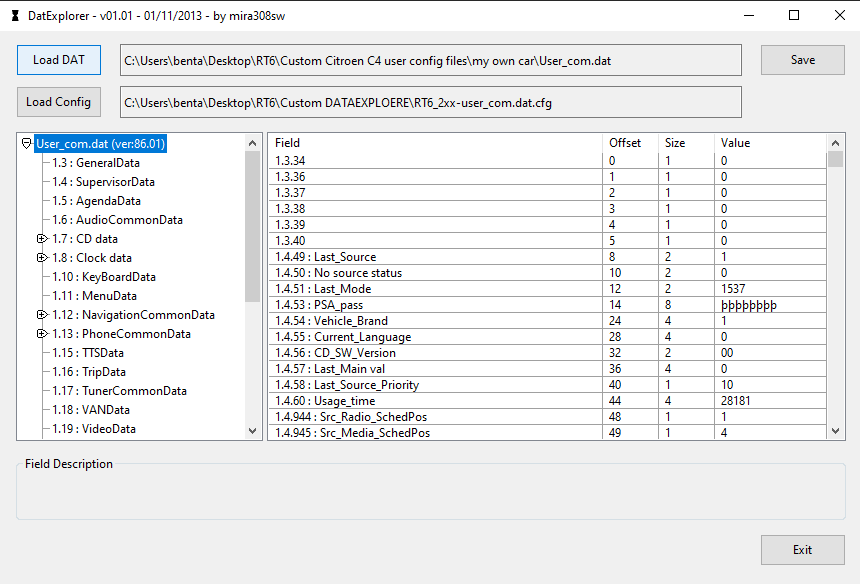 DatExplorer - v01.01 - 01/11/2013 - by mira308sw
Load DAT
C:\Users\benta\Desktop\RT6\Custom Citroen C4 user config files\my own car\User_com.dat
Save
Load Config
C:\Users\benta\Desktop\RT6\Custom DATAEXPLOERE\RT6_2xx-user_com.dat.cfg
User_com.dat (ver:86.01)
1.3 : GeneralData
1.4 : SupervisorData
1.5 : AgendaData
1.6 : AudioCommonData
1.7 : CD data
1.8 : Clock data
1.10 : KeyBoardData
1.11 : MenuData
1.12 : NavigationCommonData
1.13 : PhoneCommonData
1.15 : TTSData
1.16 : TripData
1.17 : TunerCommonData
1.18 : VANData
1.19 : VideoData
Field Offset Size Value
1.3.34 0 1 0
1.3.36 1 1 0
1.3.37 2 1 0
1.3.38 3 1 0
1.3.39 4 1 0
1.3.40 5 1 0
1.4.49 : Last_Source 8 2 1
1.4.50 : No source status 10 2 0
1.4.51 : Last_Mode 12 2 1537
1.4.53 : PSA_pass 14 8 þþþþþþþþ
1.4.54 : Vehicle_Brand 24 4 1
1.4.55 : Current_Language 28 4 0
1.4.56 : CD_SW_Version 32 2 00
1.4.57 : Last_Main val 36 4 0
1.4.58 : Last_Source_Priority 40 1 10
1.4.60 : Usage_time 44 4 28181
1.4.944 : Src_Radio_SchedPos 48 1 1
1.4.945 : Src_Media_SchedPos 49 1 4
Field Description
Exit